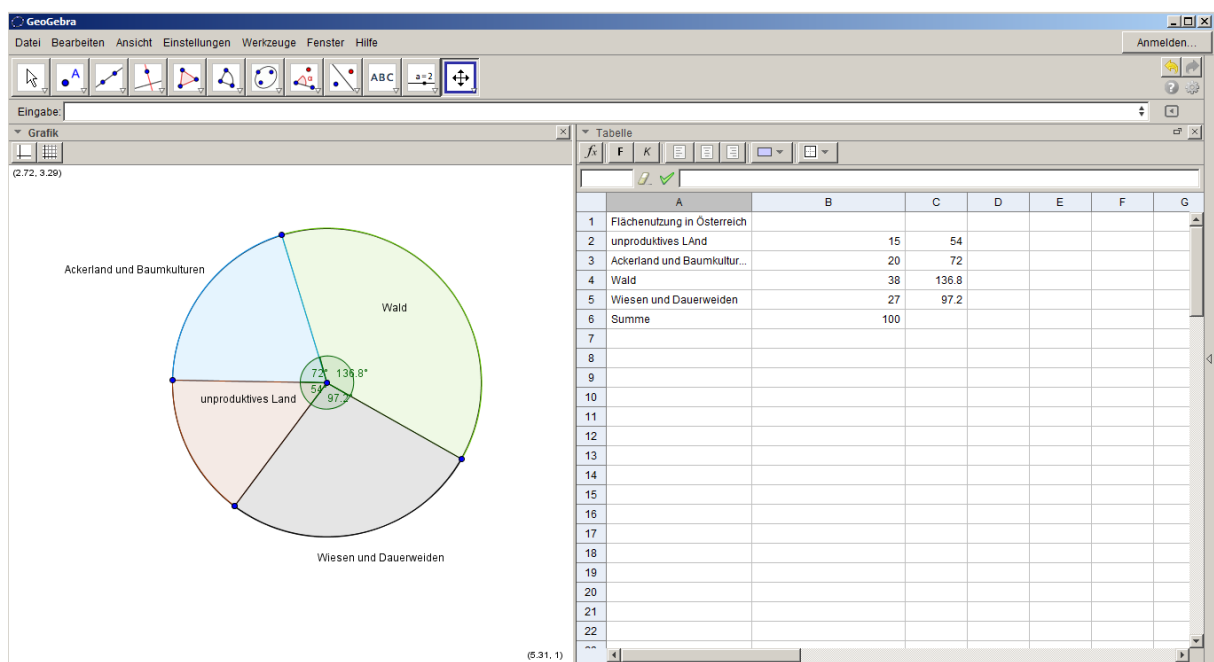 GeoGebra
Datei Bearbeiten Ansicht Einstellungen Werkzeuge Fenster Hilfe
Anmelden...
A
α
ABC
a=2
Eingabe:
Grafik
Tabelle
fx F K
(2.72, 3.29)
Ackerland und Baumkulturen
Wald
72° 136.8°
54
97.2°
unproduktives Land
Wiesen und Dauerweiden
(5.31, 1)
A B C D E F G
1 Flächenutzung in Österreich
2 unproduktives LAnd 15 54
3 Ackerland und Baumkultur... 20 72
4 Wald 38 136.8
5 Wiesen und Dauerweiden 27 97.2
6 Summe 100
7
8
9
10
11
12
13
14
15
16
17
18
19
20
21
22